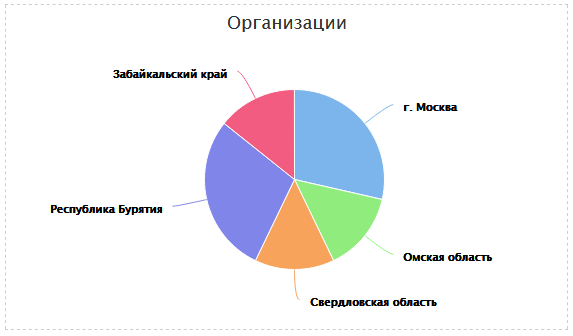 Организации
Забайкальский край
г. Москва
Республика Бурятия
Омская область
Свердловская область